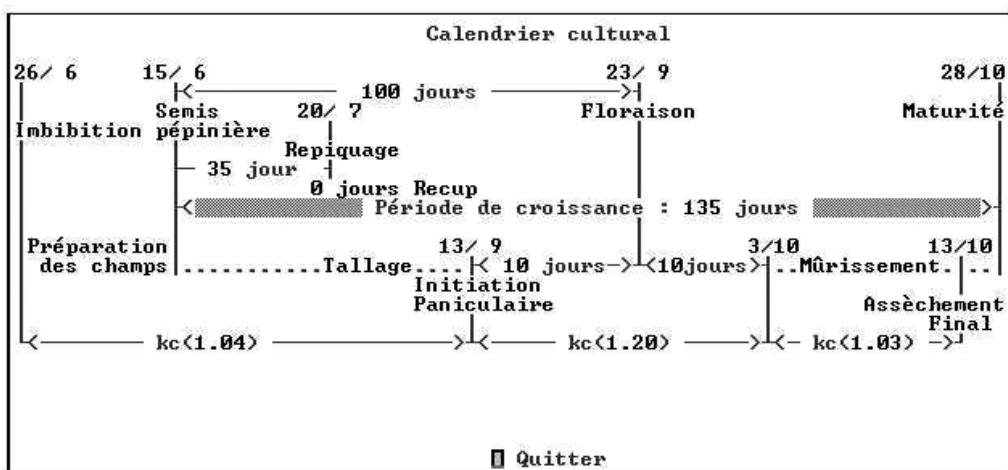 Calendrier cultural
26/ 6 15/ 6 23/ 9 28/10
100 jours
Semis 20/ 7 Floraison Maturité
Imbibition pépinière
Repiquage
35 jour
0 jours Recup
Période de croissance : 135 jours
Préparation 13/ 9 3/10 13/10
des champs ............Tallage.... 10 jours 10jours ..Mûrissement. . ..
Initiation
Paniculaire Assèchement
Final
kc(1.04) kc(1.20) kc(1.03)
Quitter